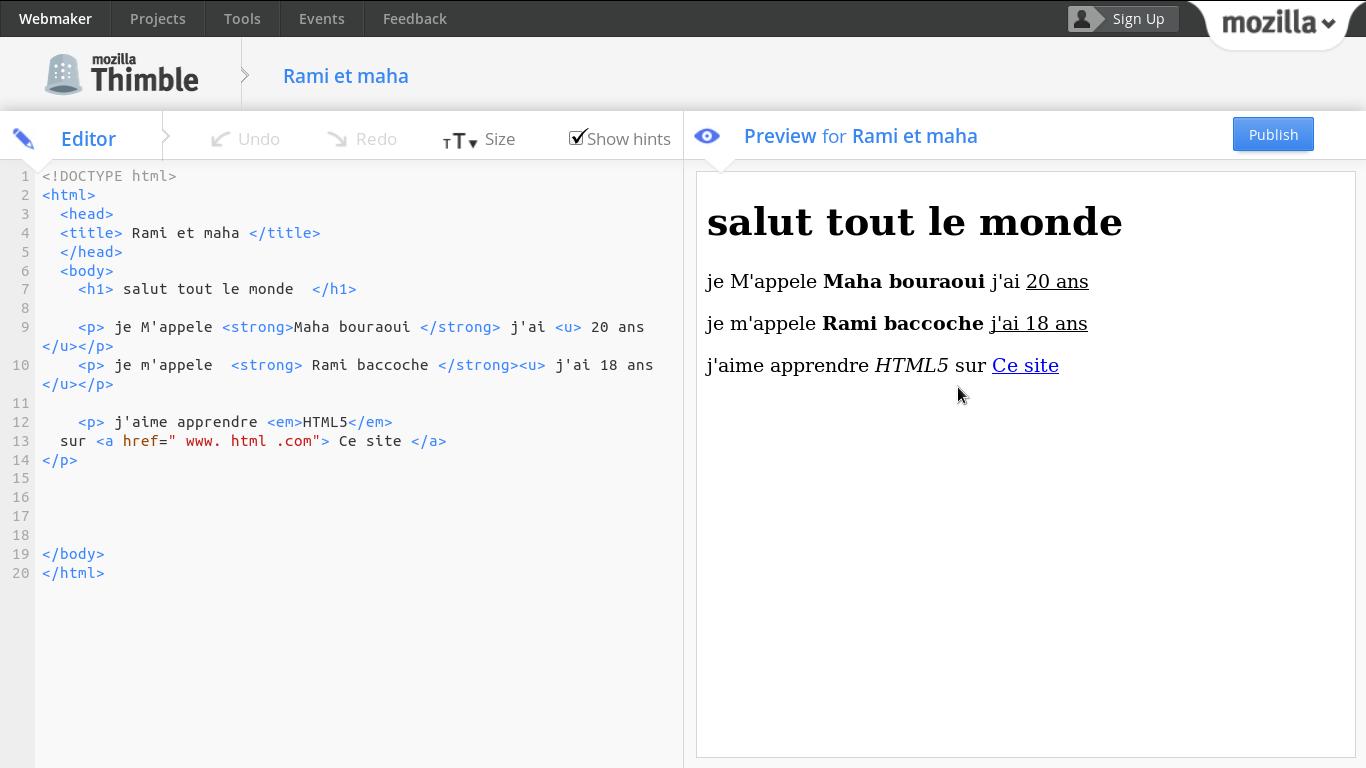 Webmaker Projects Tools Events Feedback Sign Up mozilla
mozilla
Thimble Rami et maha
Editor Undo Redo TT Size Show hints Preview for Rami et maha Publish
1 <!DOCTYPE html>
2 <html>
3 <head>
4 <title> Rami et maha </title>
5 </head>
6 <body>
7 <h1> salut tout le monde  </h1>
8
9 <p> je M'appele <strong>Maha bouraoui </strong> j'ai <u> 20 ans
</u></p>
10 <p> je m'appele  <strong> Rami baccoche </strong><u> j'ai 18 ans
</u></p>
11
12 <p> j'aime apprendre <em>HTML5</em>
13 sur <a href=" www. html .com"> Ce site </a>
14 </p>
15
16
17
18
19 </body>
20 </html>
salut tout le monde
je M'appele Maha bouraoui j'ai 20 ans
je m'appele Rami baccoche j'ai 18 ans
j'aime apprendre HTML5 sur Ce site